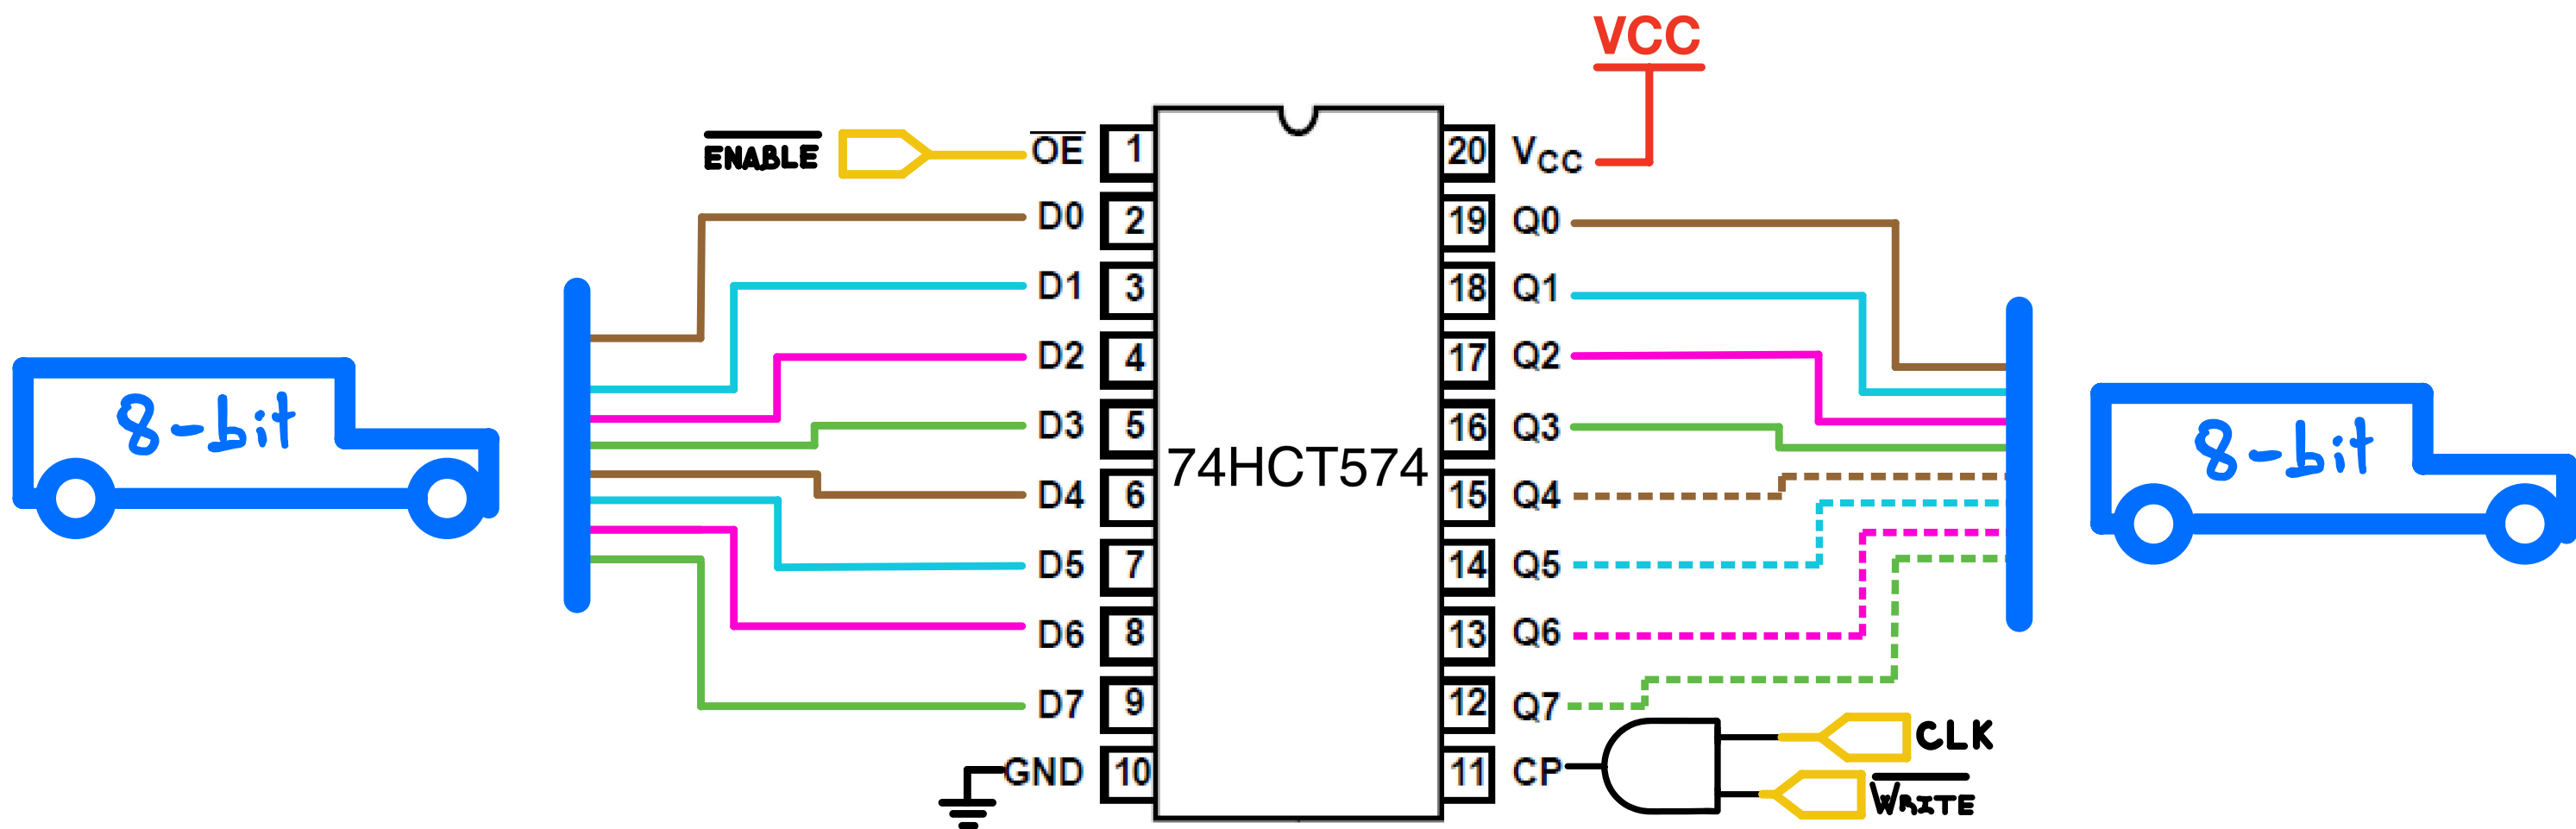 VCC
ENABLE
OE 1
D0 2
D1 3
D2 4
D3 5
D4 6
D5 7
D6 8
D7 9
GND 10
74HCT574
20 VCC
19 Q0
18 Q1
17 Q2
16 Q3
15 Q4
14 Q5
13 Q6
12 Q7
11 CP
CLK
WRITE
8-bit
8-bit